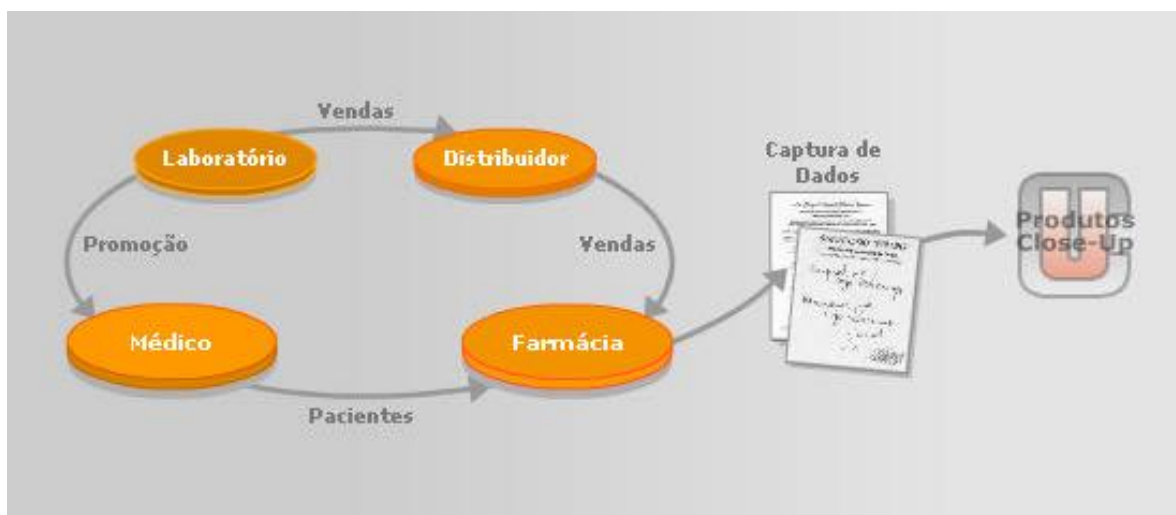 Vendas
Laboratório
Distribuidor
Captura de
Dados
Promoção
Vendas
Produtos
Close-Up
Médico
Farmácia
Pacientes